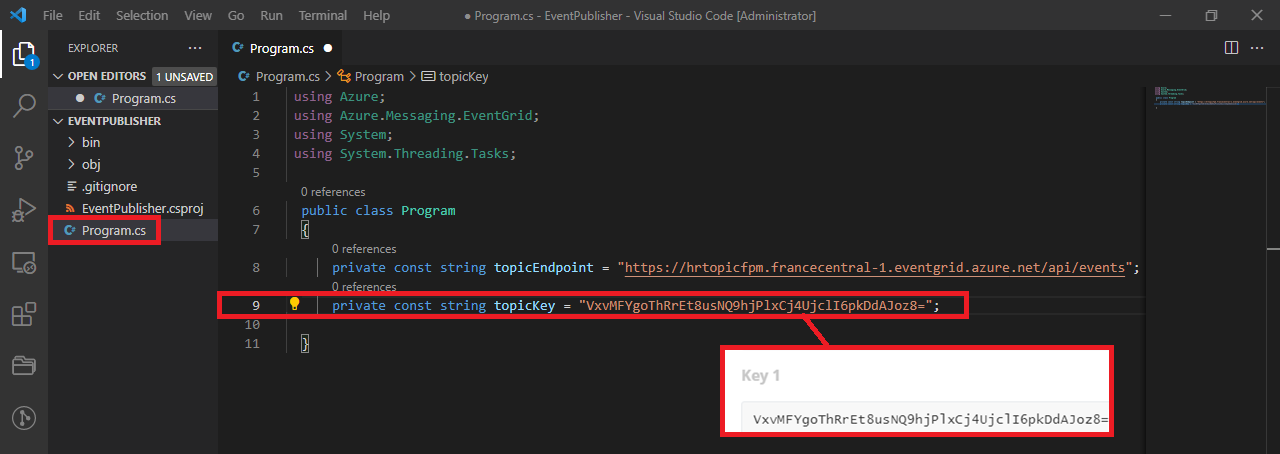 File Edit Selection View Go Run Terminal Help
● Program.cs - EventPublisher - Visual Studio Code [Administrator]
EXPLORER
OPEN EDITORS 1 UNSAVED
Program.cs
EVENTPUBLISHER
bin
obj
.gitignore
EventPublisher.csproj
Program.cs
1
Program.cs
Program.cs > Program > topicKey
1 using Azure;
2 using Azure.Messaging.EventGrid;
3 using System;
4 using System.Threading.Tasks;
5
0 references
6 public class Program
7 {
0 references
8 private const string topicEndpoint = "https://hrtopicfpm.francecentral-1.eventgrid.azure.net/api/events";
0 references
9 private const string topicKey = "VxvMFYgoThRrEt8usNQ9hjPlxCj4UjclI6pkDdAJoz8=";
10
11 }
Key 1
VxvMFYgoThRrEt8usNQ9hjPlxCj4UjclI6pkDdAJoz8=